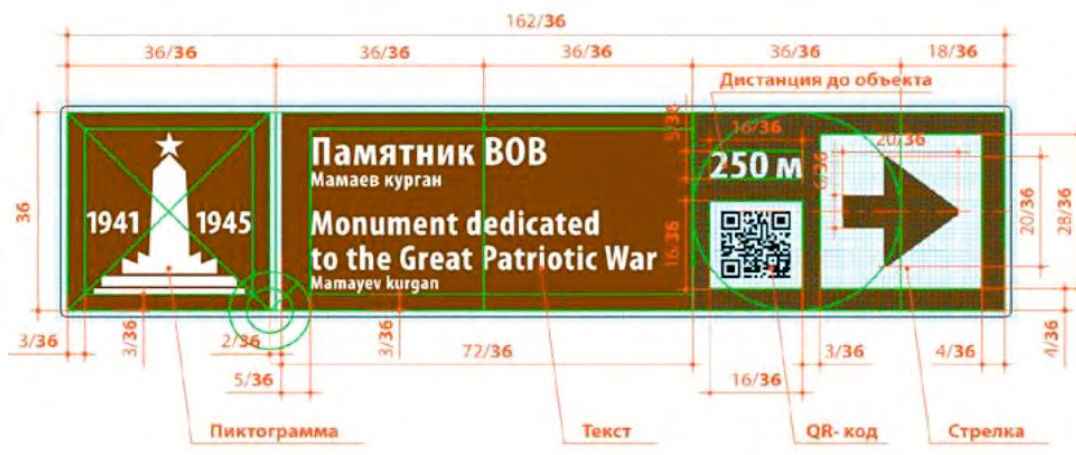 162/36
36/36
36/36
36/36
36/36
18/36
Дистанция до объекта
5/36
16/36
20/36
6/36
36
Памятник ВОВ
Мамаев курган
250 м
1941
1945
Monument dedicated
to the Great Patriotic War
Mamayev kurgan
16/36
20/36
28/36
3/36
3/36
2/36
3/36
72/36
3/36
4/36
4/36
5/36
16/36
Пиктограмма
Текст
QR- код
Стрелка